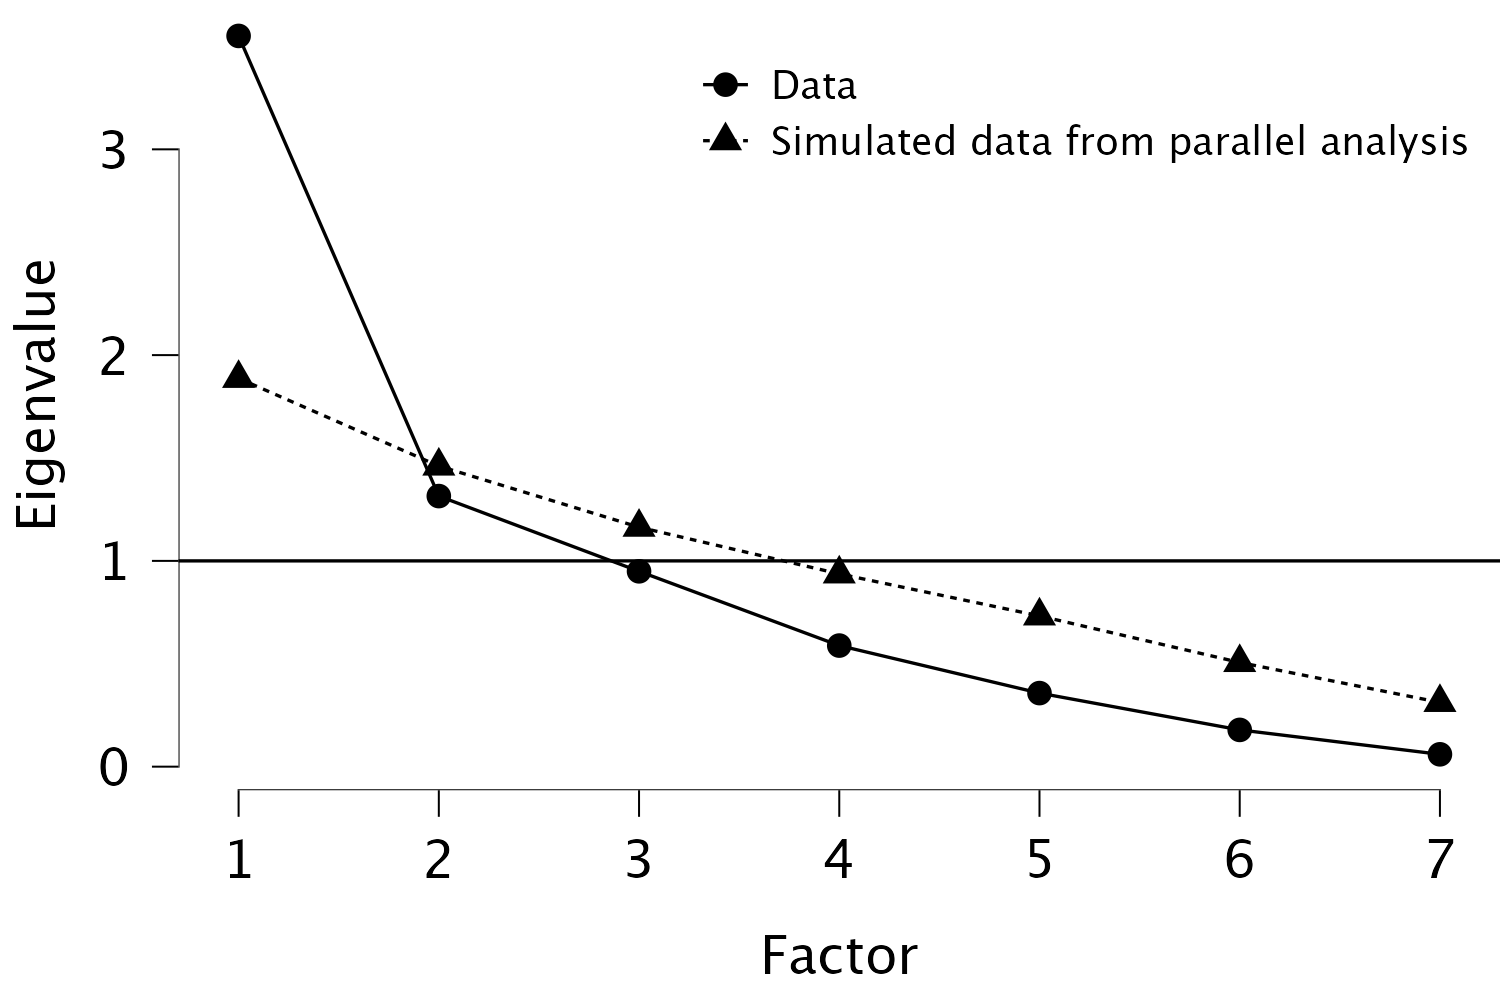 Data
Simulated data from parallel analysis
Eigenvalue
3
2
1
0
1 2 3 4 5 6 7
Factor